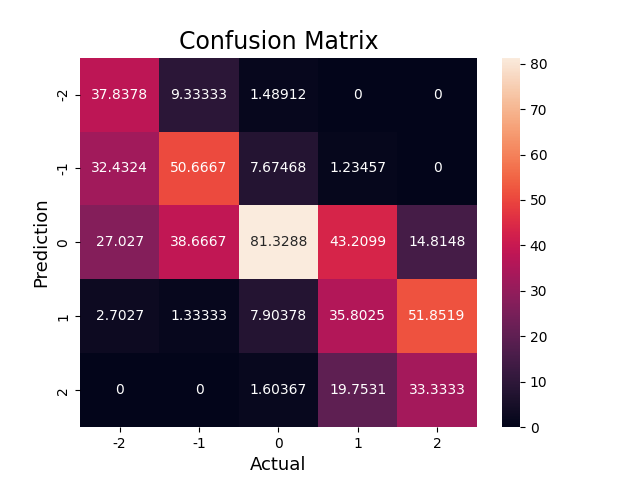 Confusion Matrix
Prediction
-2 37.8378 9.33333 1.48912 0 0
-1 32.4324 50.6667 7.67468 1.23457 0
0 27.027 38.6667 81.3288 43.2099 14.8148
1 2.7027 1.33333 7.90378 35.8025 51.8519
2 0 0 1.60367 19.7531 33.3333
-2 -1 0 1 2
Actual
80
70
60
50
40
30
20
10
0